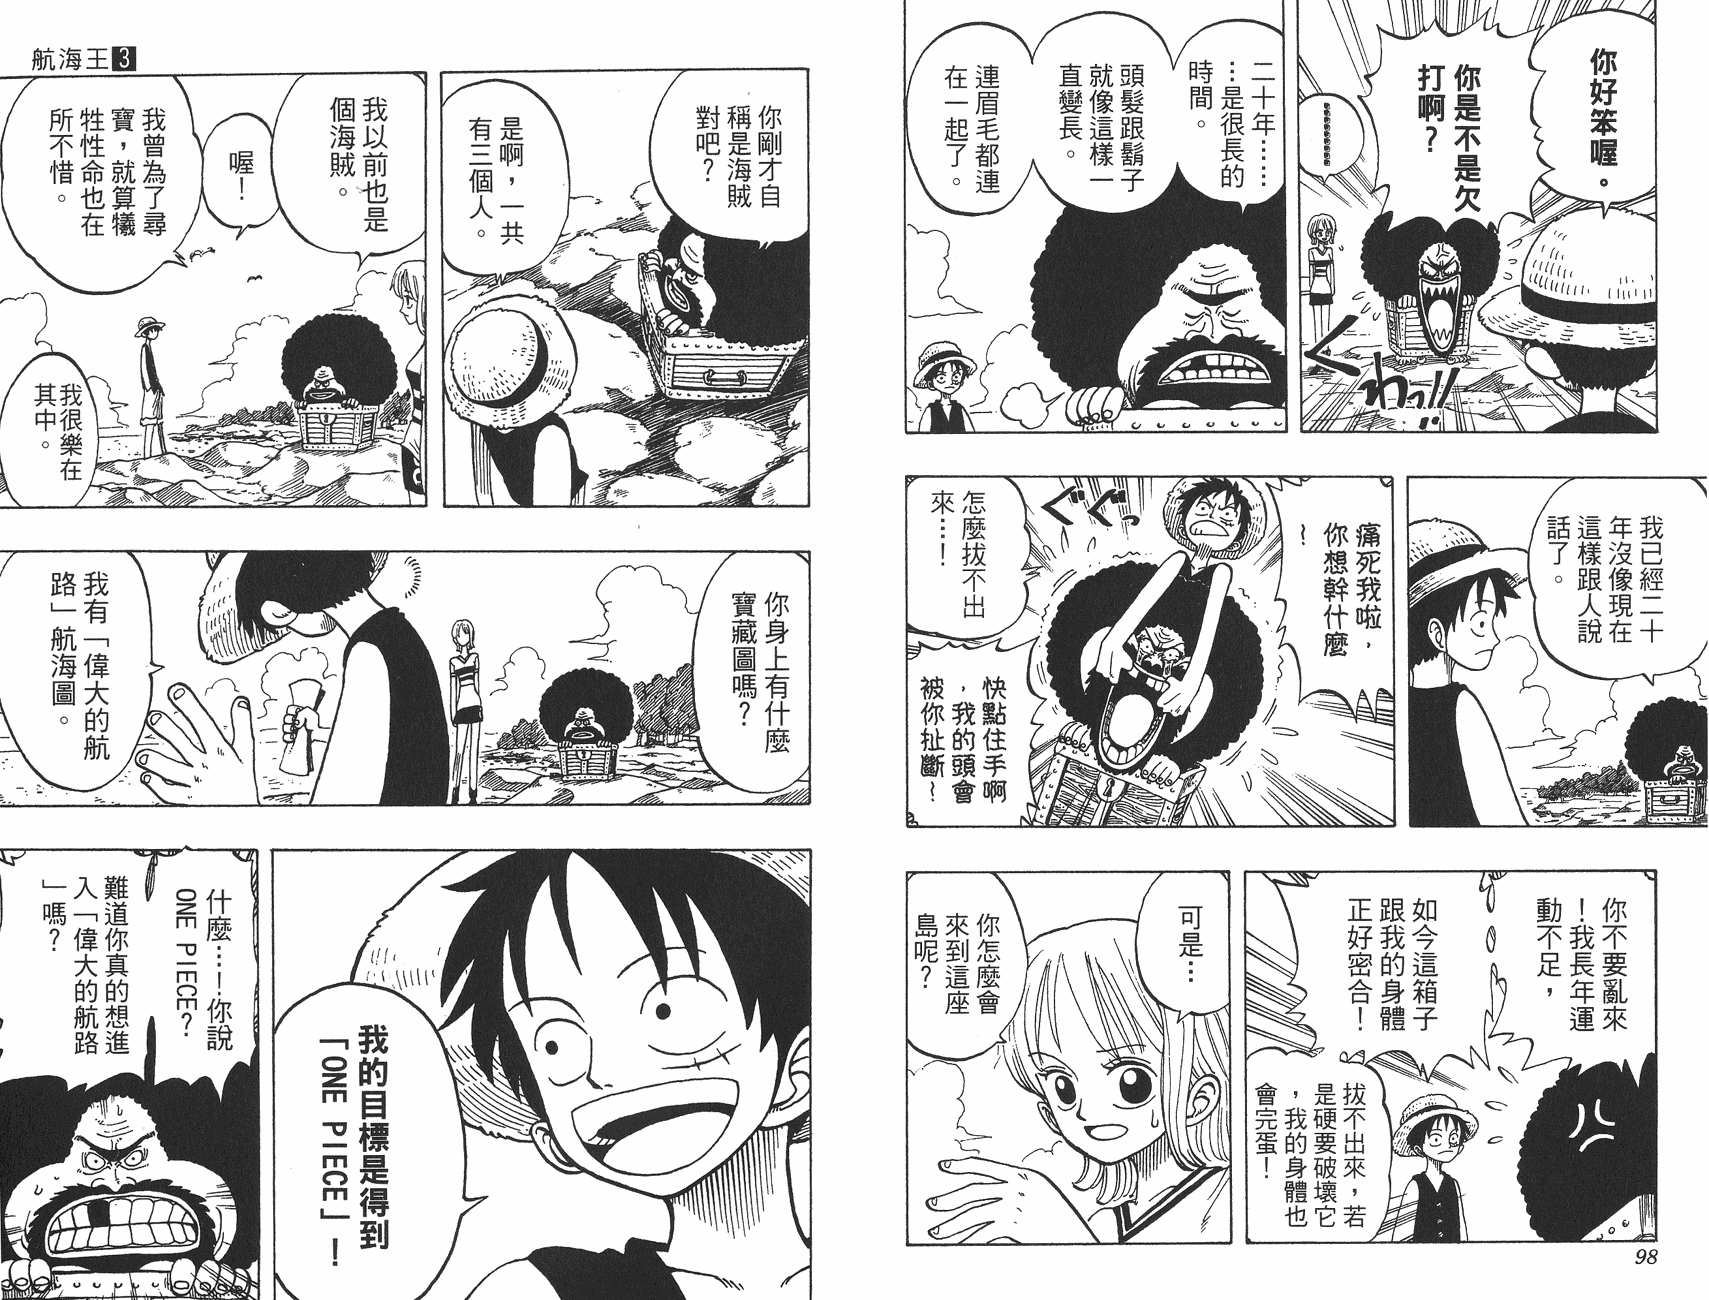 你好笨喔。
你是不是欠
打啊？
………………
くわっ!!
二十年……
…是很長的
時間。
頭髮跟鬍子
就像這樣一
直變長。
連眉毛都連
在一起了。
我已經二十
年沒像現在
這樣跟人說
話了。
痛死我啦，
你想幹什麼
～
ぐぐっ
怎麼拔不出
來…！
快點住手啊
，我的頭會
被你扯斷～
你不要亂來
！我長年運
動不足，
如今這箱子
跟我的身體
正好密合！
拔不出來，若
是硬要破壞它
，我的身體也
會完蛋！
可是…
你怎麼會
來到這座
島呢？
98
航海王3
你剛才自
稱是海賊
對吧？
是啊，一共
有三個人。
我以前也是
個海賊。
喔！
我曾為了尋
寶，就算犧
牲性命也在
所不惜。
我很樂在
其中。
你身上有什麼
寶藏圖嗎？
我有「偉大的航
路」航海圖。
我的目標是得到
「ONE PIECE」！
什麼…！你說
ONE PIECE？
難道你真的想進
入「偉大的航路
」嗎？